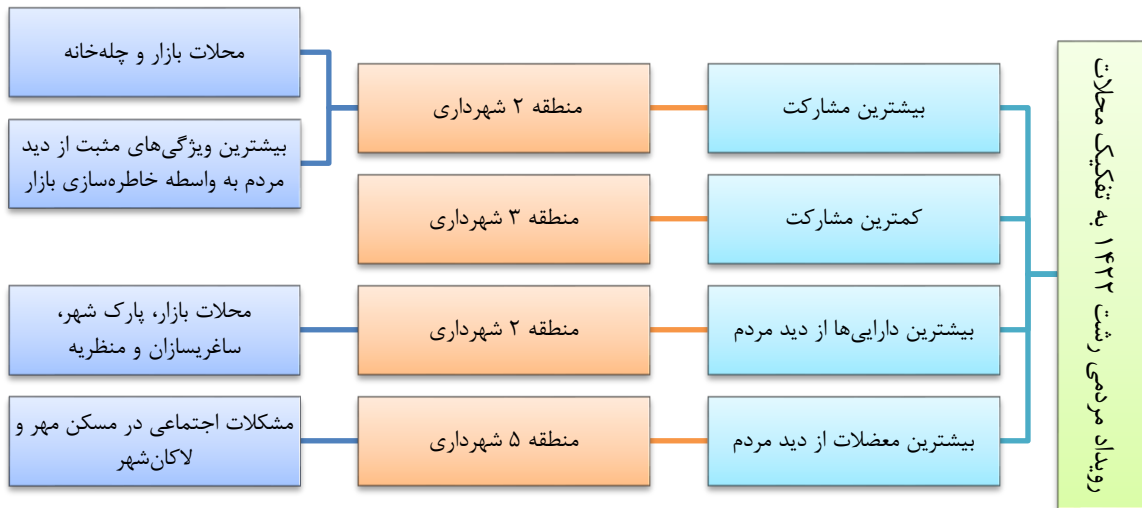 رویداد مردمی رشت ۱۴۲۲ به تفکیک محلات
بیشترین مشارکت
منطقه ۲ شهرداری
محلات بازار و چله‌خانه
بیشترین ویژگی‌های مثبت از دید
مردم به واسطه خاطره‌سازی بازار
کمترین مشارکت
منطقه ۳ شهرداری
بیشترین دارایی‌ها از دید مردم
منطقه ۲ شهرداری
محلات بازار، پارک شهر،
ساغریسازان و منظریه
بیشترین معضلات از دید مردم
منطقه ۵ شهرداری
مشکلات اجتماعی در مسکن مهر و
لاکان‌شهر